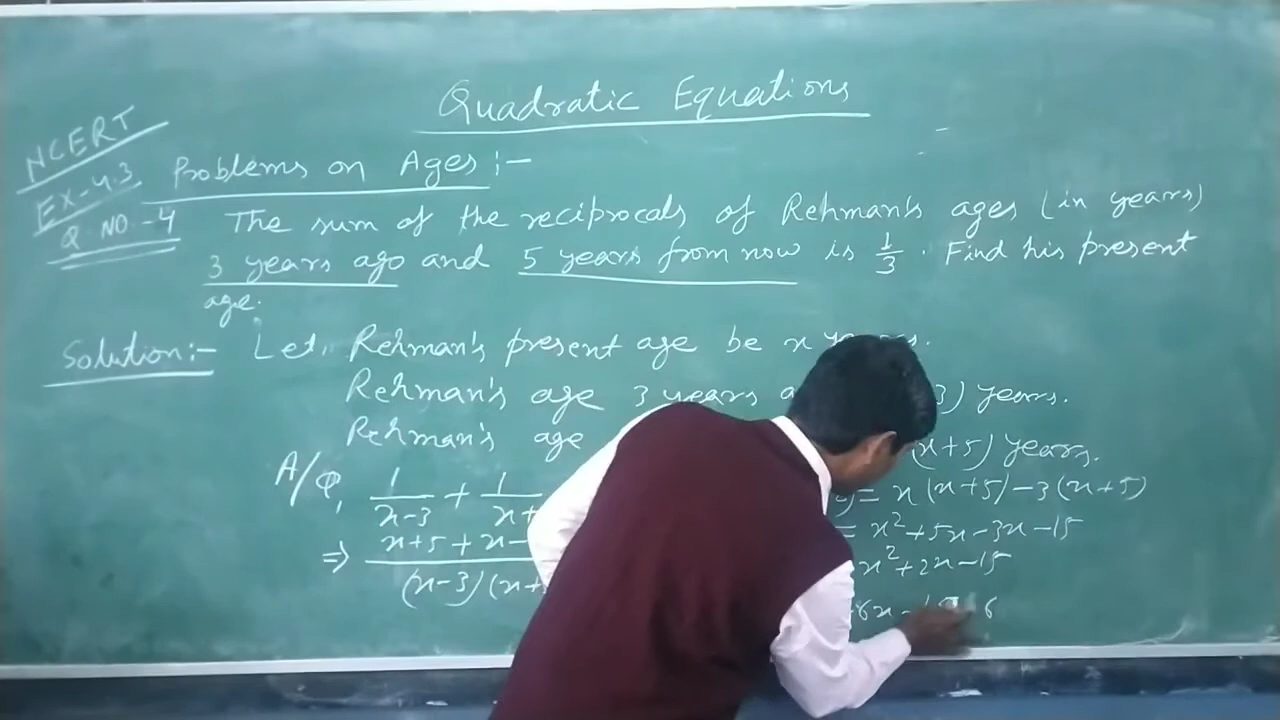 Quadratic Equations
NCERT
EX-4.3
Q. NO.-4
Problems on Ages :-
The sum of the reciprocals of Rehman's ages (in years)
3 years ago and 5 years from now is 1/3. Find his present
age.
Solution:- Let, Rehman's present age be x years.
Rehman's age 3 years 3) years.
Rehman's age (x+5) years.
A/Q, 1/(x-3) + 1/ = x(x+5)-3(x+5)
= x²+5x-3x-15
⇒ x+5+x- x²+2x-15
(x-3)(x+5